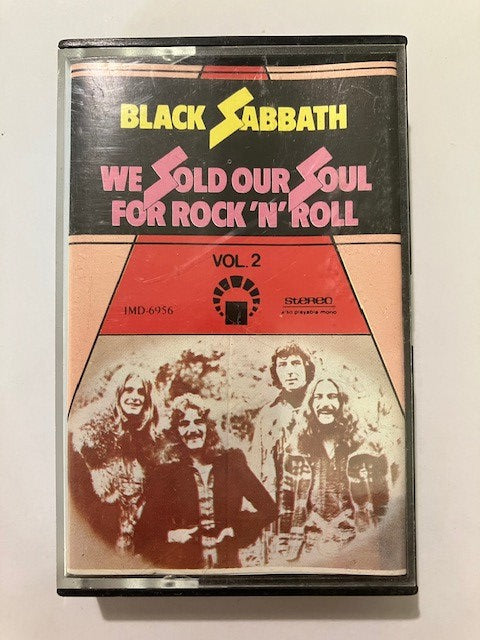 BLACK SABBATH
WE SOLD OUR SOUL
FOR ROCK 'N' ROLL
VOL. 2
IMD-6956
STEREO
also playable mono